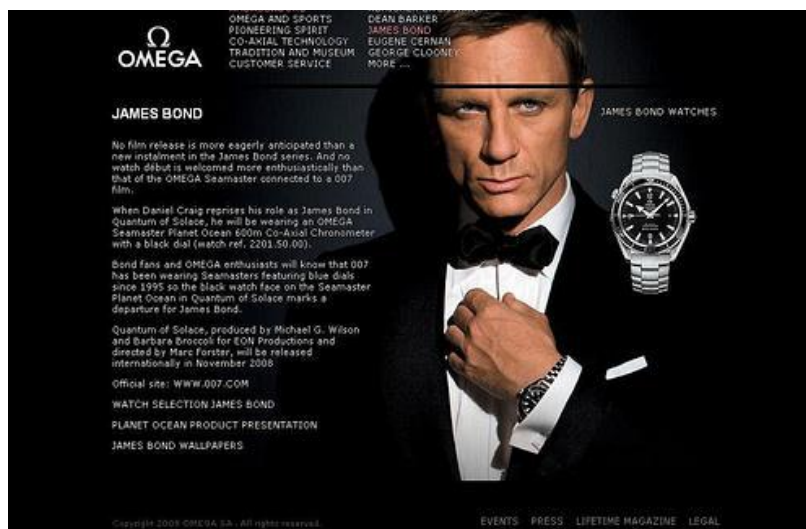 Ω
OMEGA
OMEGA AND SPORTS
PIONEERING SPIRIT
CO-AXIAL TECHNOLOGY
TRADITION AND MUSEUM
CUSTOMER SERVICE
DEAN BARKER
JAMES BOND
EUGENE CERNAN
GEORGE CLOONEY
MORE ...
JAMES BOND
No film release is more eagerly anticipated than a
new instalment in the James Bond series. And no
watch début is welcomed more enthusiastically than
that of the OMEGA Seamaster connected to a 007
film.
When Daniel Craig reprises his role as James Bond in
Quantum of Solace, he will be wearing an OMEGA
Seamaster Planet Ocean 600m Co-Axial Chronometer
with a black dial (watch ref. 2201.50.00).
Bond fans and OMEGA enthusiasts will know that 007
has been wearing Seamasters featuring blue dials
since 1995 so the black watch face on the Seamaster
Planet Ocean in Quantum of Solace marks a
departure for James Bond.
Quantum of Solace, produced by Michael G. Wilson
and Barbara Broccoli for EON Productions and
directed by Marc Forster, will be released
internationally in November 2008
Official site: WWW.007.COM
WATCH SELECTION JAMES BOND
PLANET OCEAN PRODUCT PRESENTATION
JAMES BOND WALLPAPERS
JAMES BOND WATCHES
Copyright 2009 OMEGA SA - All rights reserved.
EVENTS PRESS LIFETIME MAGAZINE LEGAL